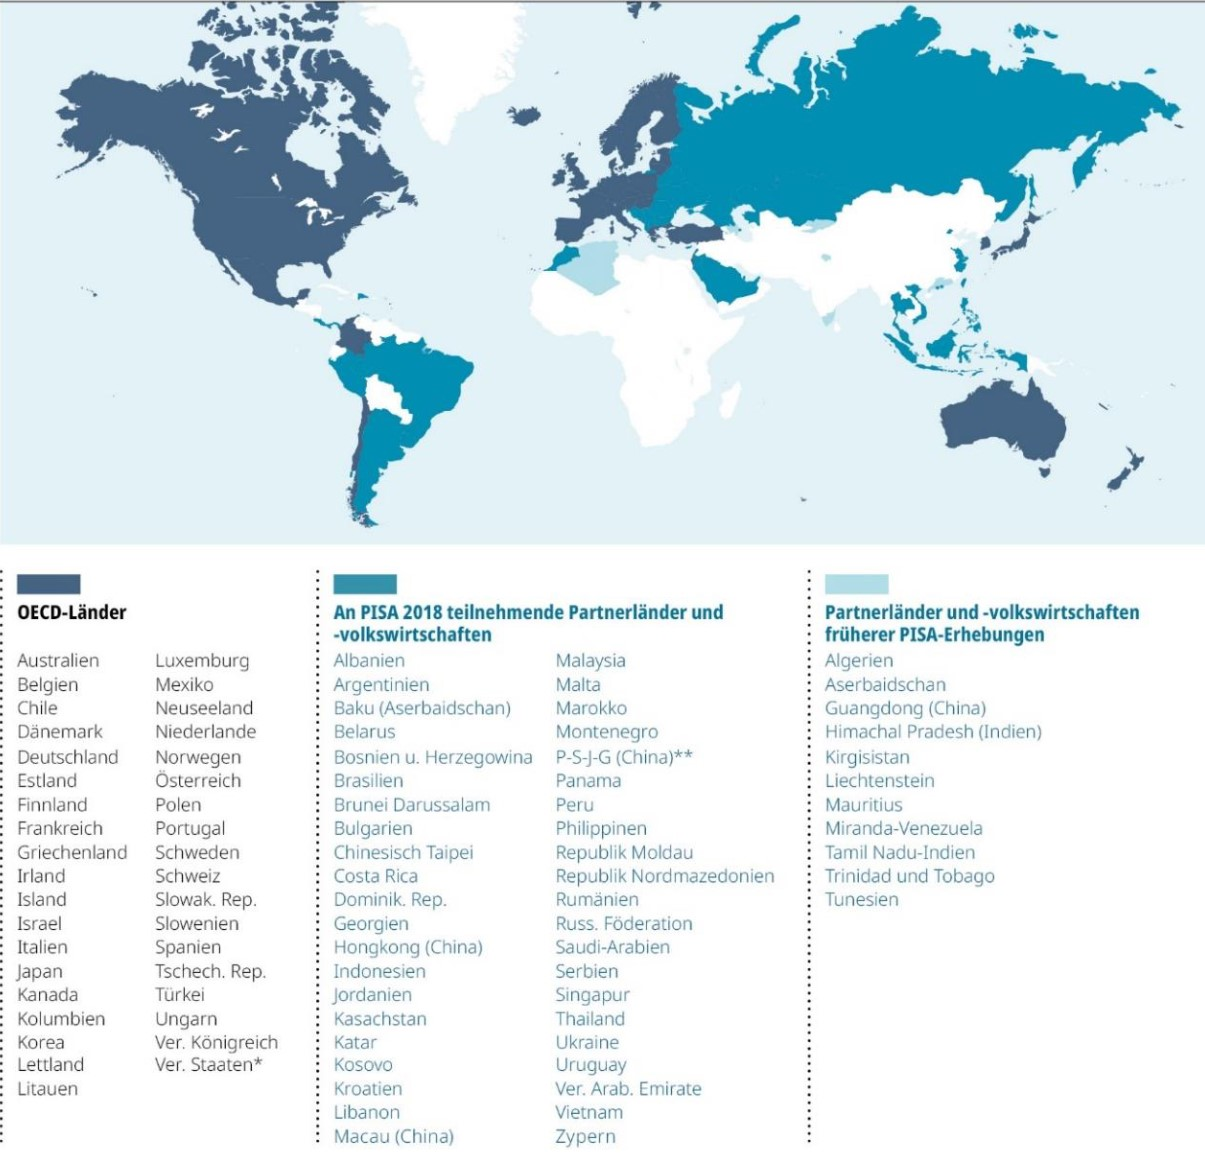 OECD-Länder
Australien
Belgien
Chile
Dänemark
Deutschland
Estland
Finnland
Frankreich
Griechenland
Irland
Island
Israel
Italien
Japan
Kanada
Kolumbien
Korea
Lettland
Litauen
Luxemburg
Mexiko
Neuseeland
Niederlande
Norwegen
Österreich
Polen
Portugal
Schweden
Schweiz
Slowak. Rep.
Slowenien
Spanien
Tschech. Rep.
Türkei
Ungarn
Ver. Königreich
Ver. Staaten*
An PISA 2018 teilnehmende Partnerländer und
-volkswirtschaften
Albanien
Argentinien
Baku (Aserbaidschan)
Belarus
Bosnien u. Herzegowina
Brasilien
Brunei Darussalam
Bulgarien
Chinesisch Taipei
Costa Rica
Dominik. Rep.
Georgien
Hongkong (China)
Indonesien
Jordanien
Kasachstan
Katar
Kosovo
Kroatien
Libanon
Macau (China)
Malaysia
Malta
Marokko
Montenegro
P-S-J-G (China)**
Panama
Peru
Philippinen
Republik Moldau
Republik Nordmazedonien
Rumänien
Russ. Föderation
Saudi-Arabien
Serbien
Singapur
Thailand
Ukraine
Uruguay
Ver. Arab. Emirate
Vietnam
Zypern
Partnerländer und -volkswirtschaften
früherer PISA-Erhebungen
Algerien
Aserbaidschan
Guangdong (China)
Himachal Pradesh (Indien)
Kirgisistan
Liechtenstein
Mauritius
Miranda-Venezuela
Tamil Nadu-Indien
Trinidad und Tobago
Tunesien